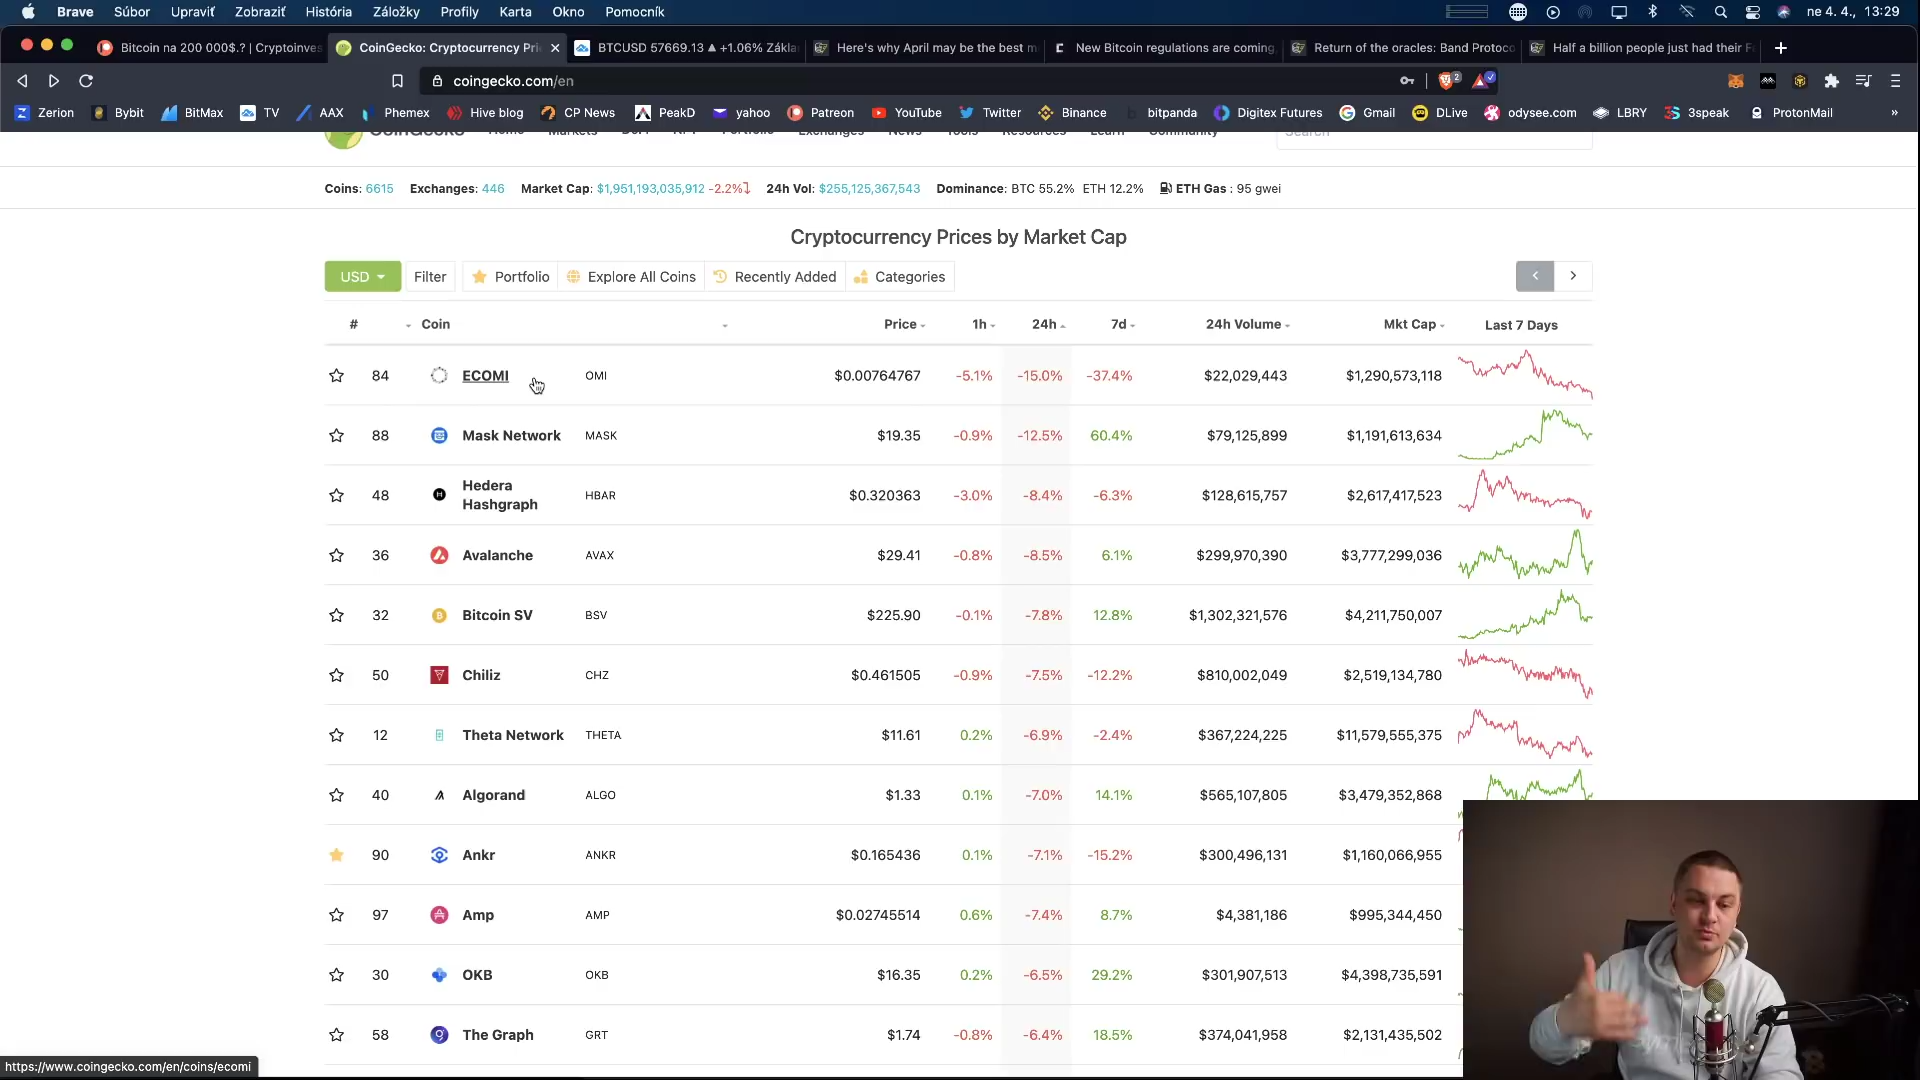 Brave Súbor Upraviť Zobraziť História Záložky Profily Karta Okno Pomocník ne 4. 4., 13:29
Bitcoin na 200 000$.? | Cryptoinves CoinGecko: Cryptocurrency Pri BTCUSD 57669.13 ▲ +1.06% Zákla Here's why April may be the best m New Bitcoin regulations are coming, Return of the oracles: Band Protoco Half a billion people just had their F
coingecko.com/en 2
Zerion Bybit BitMax TV AAX Phemex Hive blog CP News PeakD yahoo Patreon YouTube Twitter Binance bitpanda Digitex Futures Gmail DLive odysee.com LBRY 3speak ProtonMail »
CoinGecko Home Markets DeFi NFT Portfolio Exchanges News Tools Resources Learn Community Search
Coins: 6615 Exchanges: 446 Market Cap: $1,951,193,035,912 -2.2% 24h Vol: $255,125,367,543 Dominance: BTC 55.2% ETH 12.2% ETH Gas : 95 gwei
Cryptocurrency Prices by Market Cap
USD Filter Portfolio Explore All Coins Recently Added Categories
# Coin Price 1h 24h 7d 24h Volume Mkt Cap Last 7 Days
84 ECOMI OMI $0.00764767 -5.1% -15.0% -37.4% $22,029,443 $1,290,573,118
88 Mask Network MASK $19.35 -0.9% -12.5% 60.4% $79,125,899 $1,191,613,634
48 Hedera Hashgraph HBAR $0.320363 -3.0% -8.4% -6.3% $128,615,757 $2,617,417,523
36 Avalanche AVAX $29.41 -0.8% -8.5% 6.1% $299,970,390 $3,777,299,036
32 Bitcoin SV BSV $225.90 -0.1% -7.8% 12.8% $1,302,321,576 $4,211,750,007
50 Chiliz CHZ $0.461505 -0.9% -7.5% -12.2% $810,002,049 $2,519,134,780
12 Theta Network THETA $11.61 0.2% -6.9% -2.4% $367,224,225 $11,579,555,375
40 Algorand ALGO $1.33 0.1% -7.0% 14.1% $565,107,805 $3,479,352,868
90 Ankr ANKR $0.165436 0.1% -7.1% -15.2% $300,496,131 $1,160,066,955
97 Amp AMP $0.02745514 0.6% -7.4% 8.7% $4,381,186 $995,344,450
30 OKB OKB $16.35 0.2% -6.5% 29.2% $301,907,513 $4,398,735,591
58 The Graph GRT $1.74 -0.8% -6.4% 18.5% $374,041,958 $2,131,435,502
https://www.coingecko.com/en/coins/ecomi